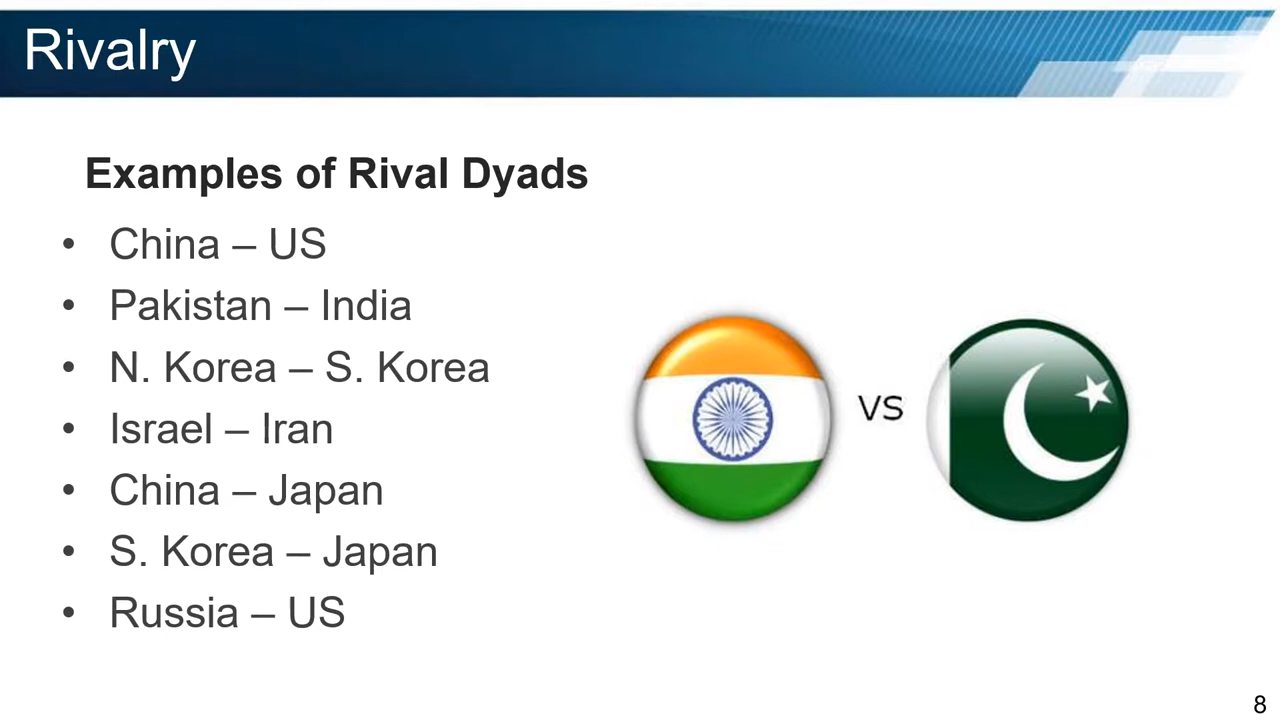 Rivalry
Examples of Rival Dyads
• China – US
• Pakistan – India
• N. Korea – S. Korea
• Israel – Iran
• China – Japan
• S. Korea – Japan
• Russia – US
vs
8